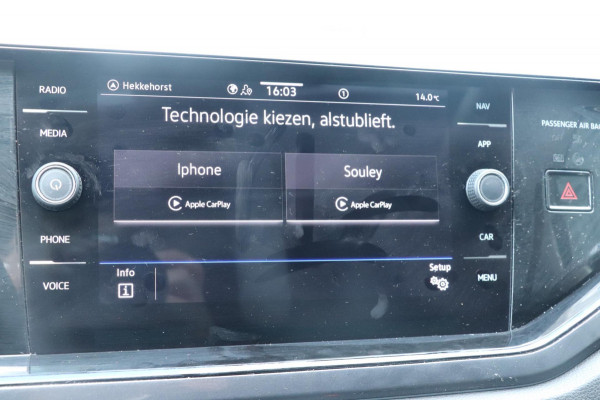 RADIO
MEDIA
PHONE
VOICE
Hekkehorst
16:03
14.0°C
Technologie kiezen, alstublieft.
Iphone
Souley
Apple CarPlay
Apple CarPlay
Info
Setup
NAV
APP
CAR
MENU
PASSENGER AIR BA